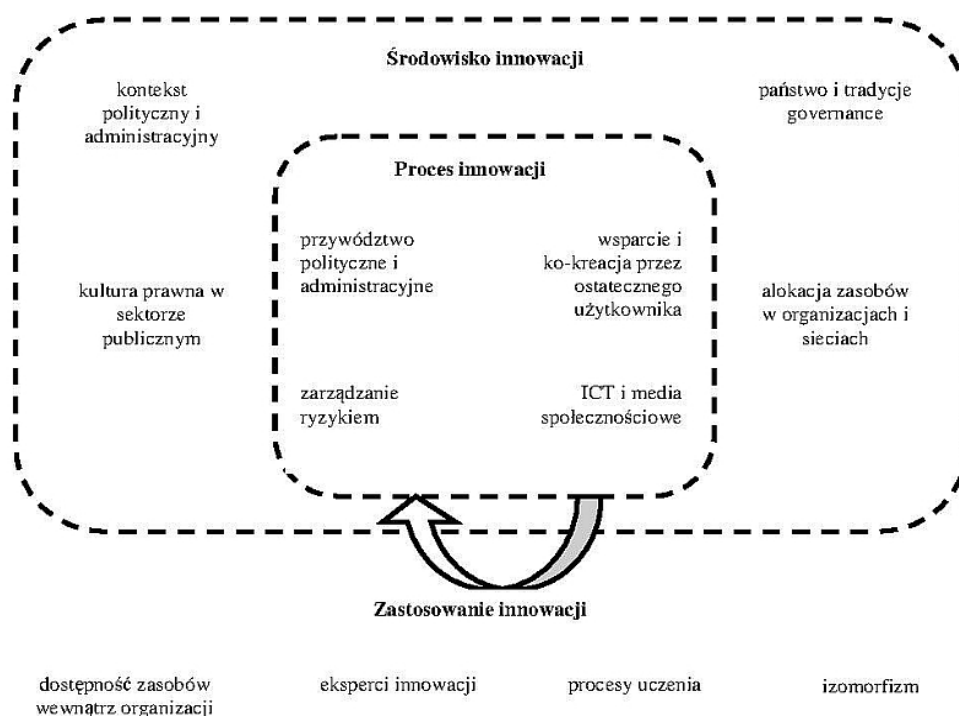 Środowisko innowacji
kontekst
polityczny i
administracyjny
państwo i tradycje
governance
Proces innowacji
przywództwo
polityczne i
administracyjne
wsparcie i
ko-kreacja przez
ostatecznego
użytkownika
kultura prawna w
sektorze
publicznym
alokacja zasobów
w organizacjach i
sieciach
zarządzanie
ryzykiem
ICT i media
społecznościowe
Zastosowanie innowacji
dostępność zasobów
wewnątrz organizacji
eksperci innowacji
procesy uczenia
izomorfizm